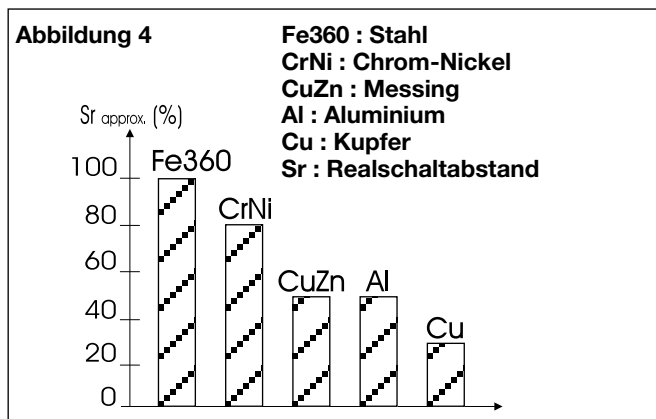 Abbildung 4
Fe360 : Stahl
CrNi : Chrom-Nickel
CuZn : Messing
Al : Aluminium
Cu : Kupfer
Sr : Realschaltabstand
Sr approx. (%)
100
80
60
40
20
0
Fe360
CrNi
CuZn
Al
Cu